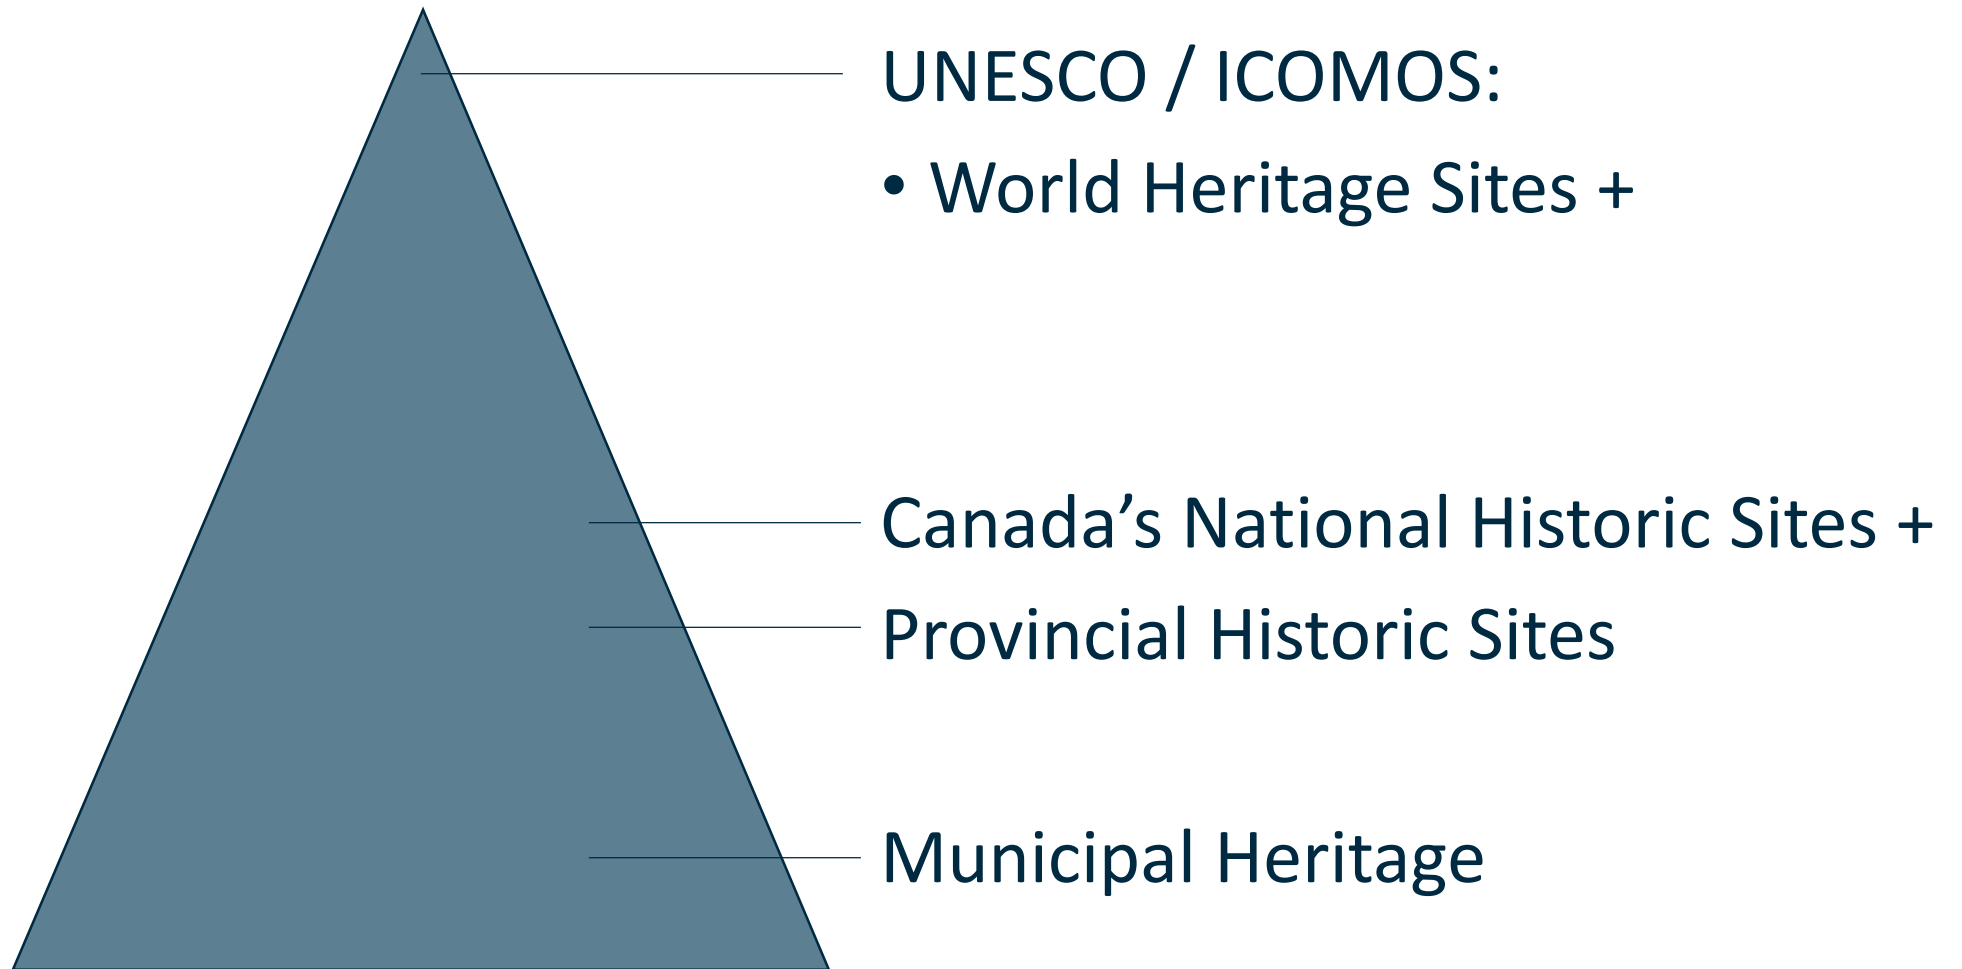 UNESCO / ICOMOS:
• World Heritage Sites +
Canada’s National Historic Sites +
Provincial Historic Sites
Municipal Heritage